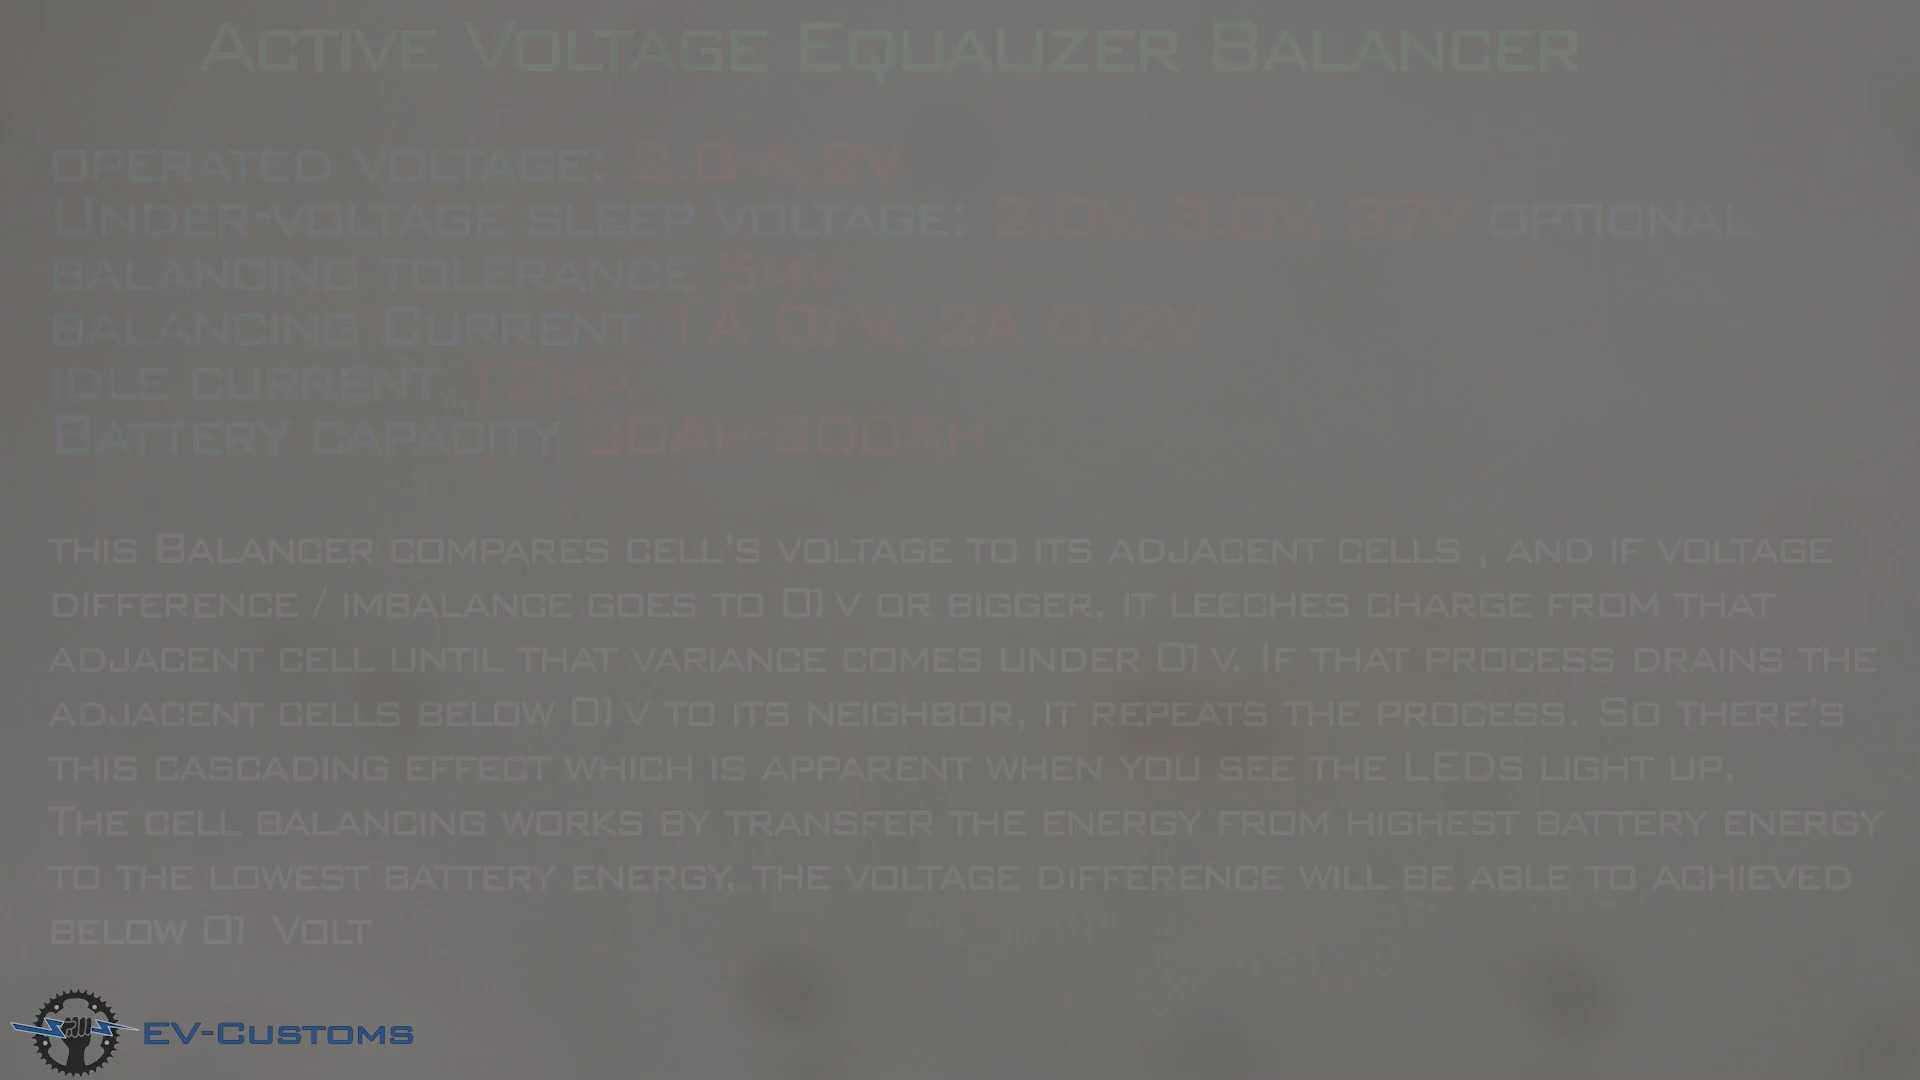 Active Voltage Equalizer Balancer
operated voltage: 2.0-4.2V
Under-voltage sleep voltage: 2.0V, 3.0V, 37V optional
balancing tolerance 5mV
balancing Current 1A 01V, 2A 0,2V
idle current 12mA
Battery capacity 30AH-300AH
this Balancer compares cell's voltage to its adjacent cells , and if voltage
difference / imbalance goes to 01v or bigger, it leeches charge from that
adjacent cell until that variance comes under 01v. If that process drains the
adjacent cells below 01v to its neighbor, it repeats the process. So there's
this cascading effect which is apparent when you see the LEDs light up.
The cell balancing works by transfer the energy from highest battery energy
to the lowest battery energy, the voltage difference will be able to achieved
below 01 Volt
EV-Customs